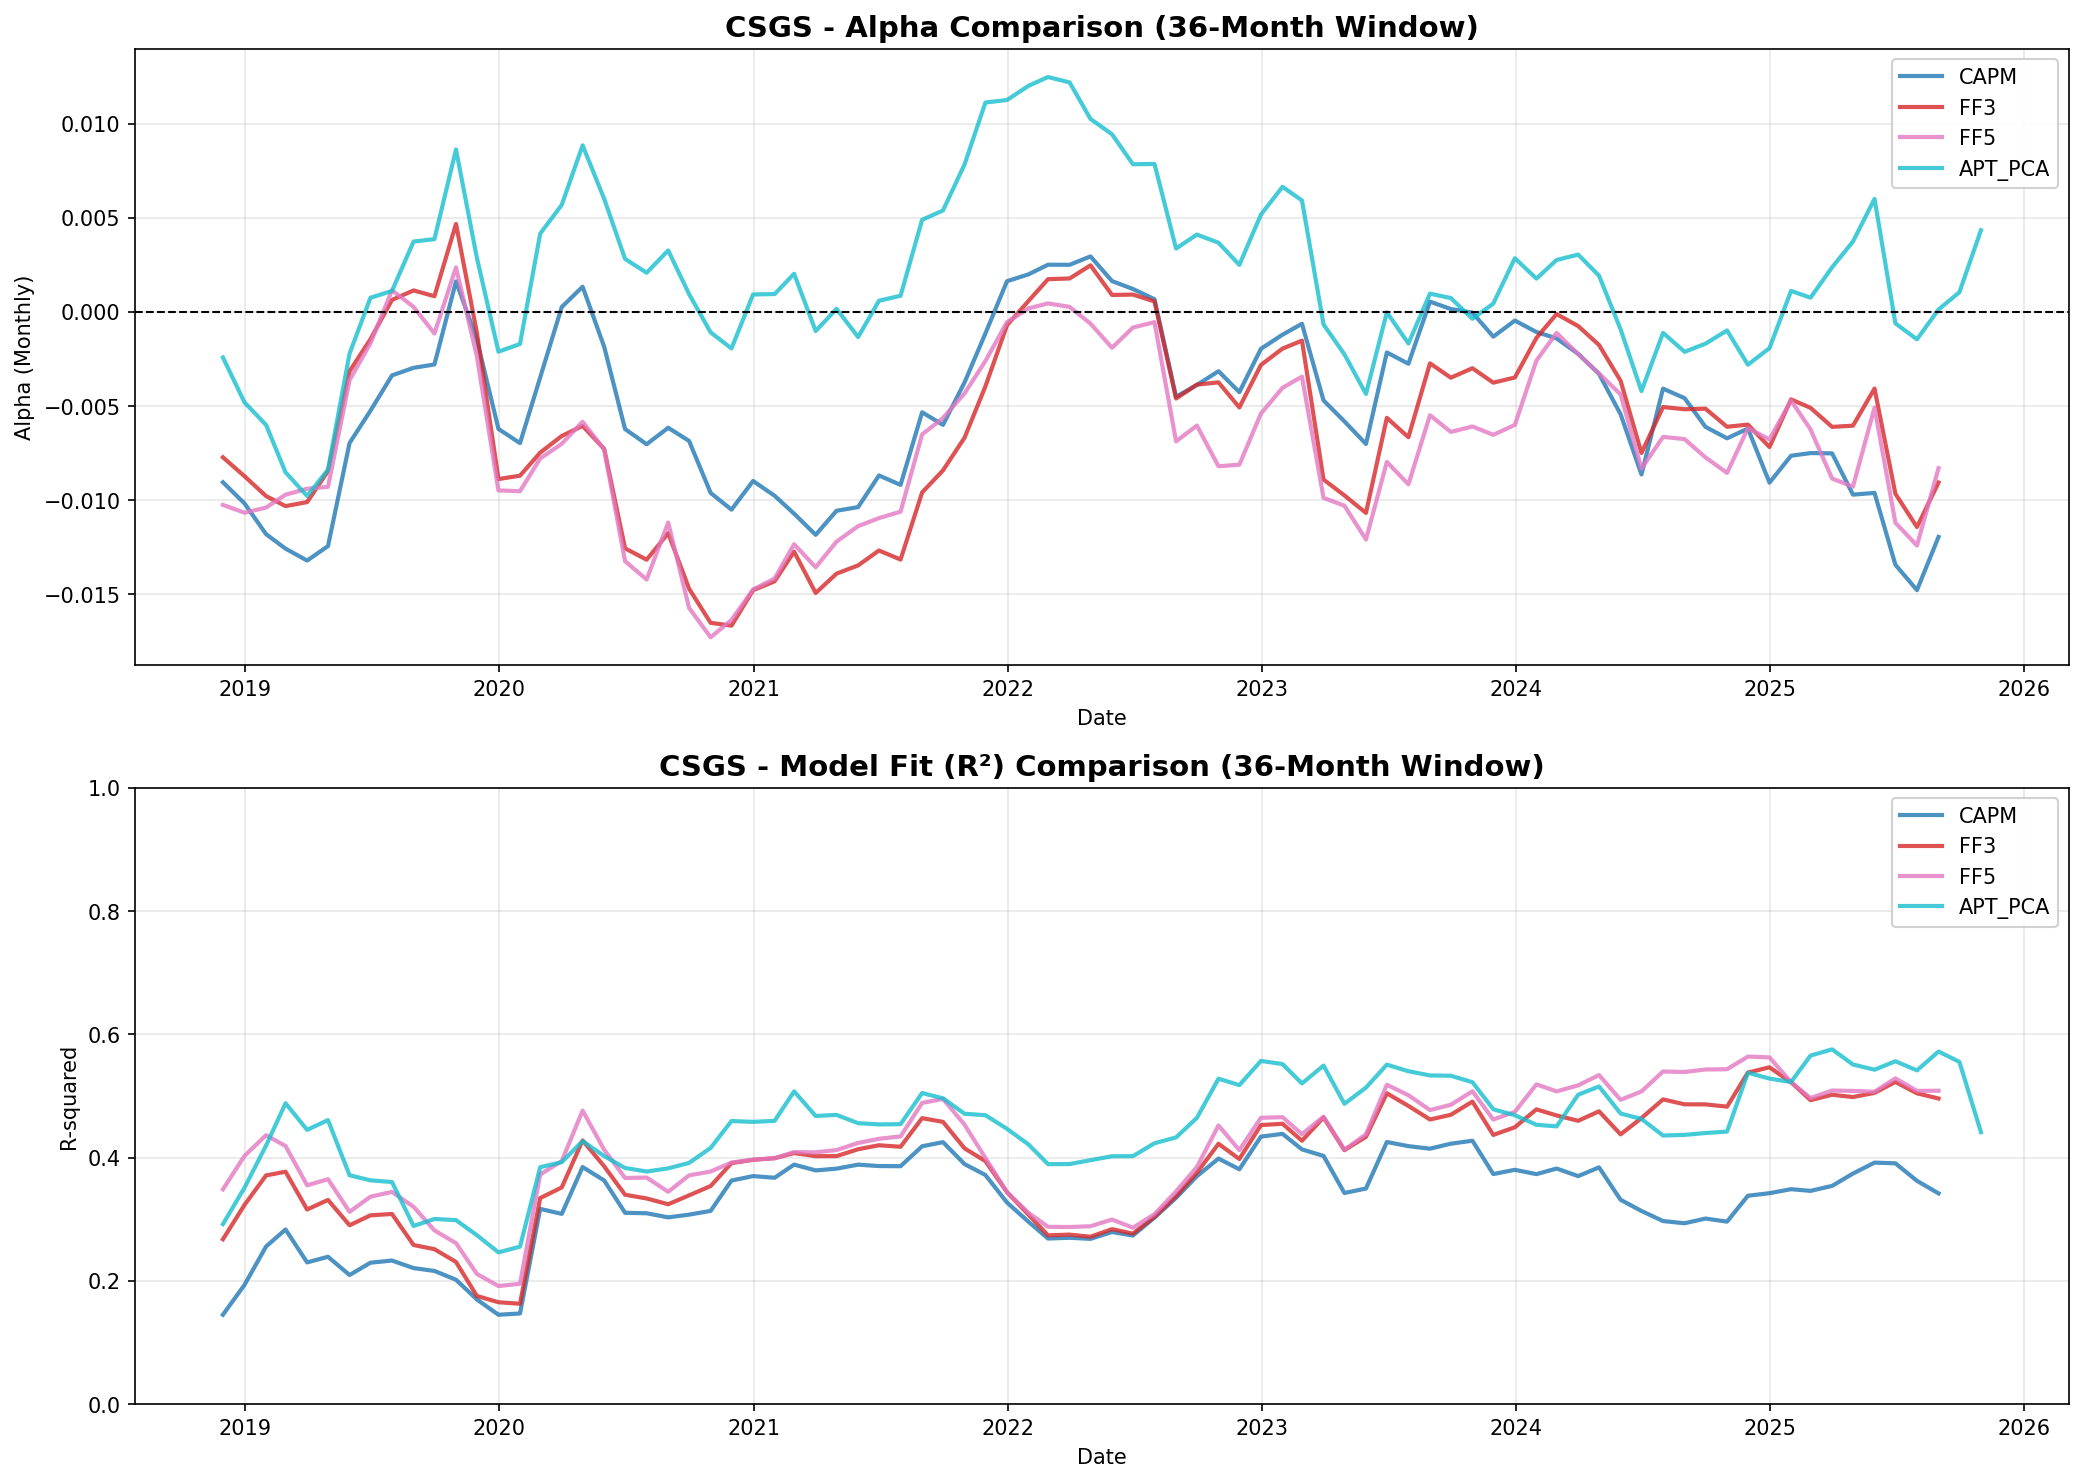 CSGS - Alpha Comparison (36-Month Window)
CAPM
FF3
FF5
APT_PCA
0.010
0.005
0.000
−0.005
−0.010
−0.015
Alpha (Monthly)
2019 2020 2021 2022 2023 2024 2025 2026
Date
CSGS - Model Fit (R²) Comparison (36-Month Window)
CAPM
FF3
FF5
APT_PCA
1.0
0.8
0.6
0.4
0.2
0.0
R-squared
2019 2020 2021 2022 2023 2024 2025 2026
Date